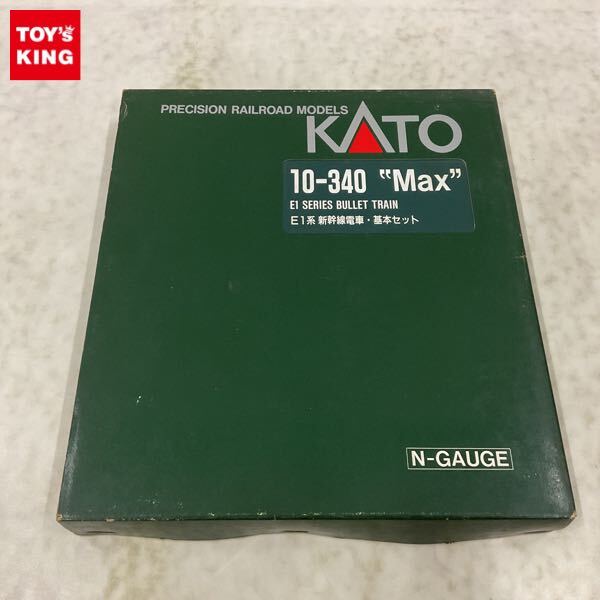 TOY's
KING
PRECISION RAILROAD MODELS
KATO
10-340 "Max"
E1 SERIES BULLET TRAIN
E1系 新幹線電車・基本セット
N-GAUGE